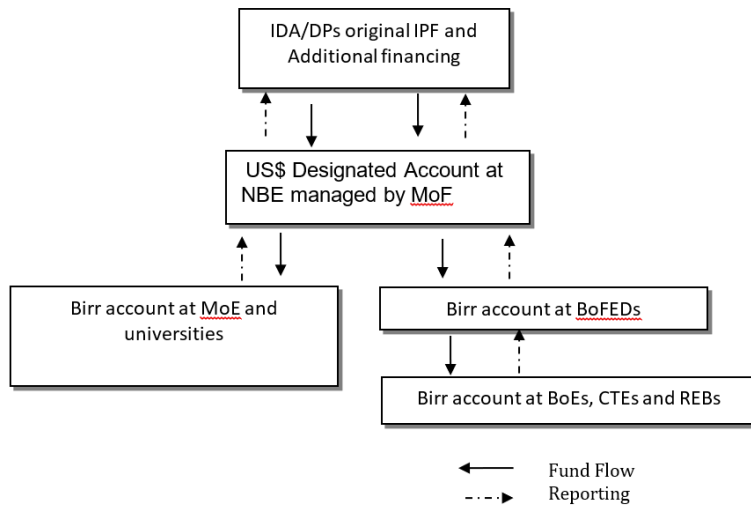 IDA/DPs original IPF and
Additional financing
US$ Designated Account at
NBE managed by MoF
Birr account at MoE and
universities
Birr account at BoFEDs
Birr account at BoEs, CTEs and REBs
Fund Flow
Reporting